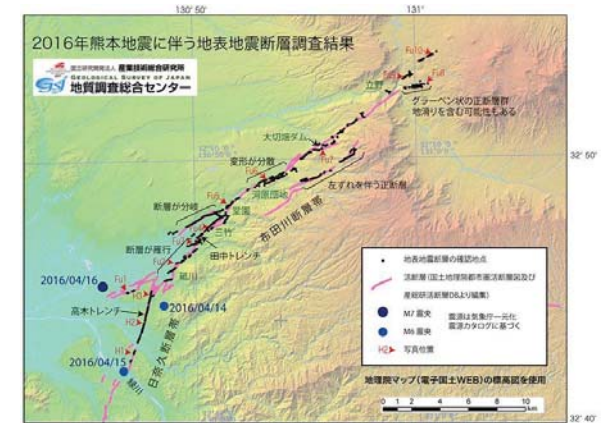 130 50
131
2016年熊本地震に伴う地表地震断層調査結果
国立研究開発法人 産業技術総合研究所
GEOLOGICAL SURVEY OF JAPAN
地質調査総合センター
立野
グラーベン状の正断層群
地滑りを含む可能性もある
大切畑ダム
32 50
変形が分散
河原団地
左ずれを伴う正断層
布田川断層帯
断層が分岐
堂園
三竹
断層が雁行
田中トレンチ
砥川
2016/04/16
Fu1
高木トレンチ
H2
2016/04/14
日奈久断層帯
2016/04/15
H1
緑川
地表地震断層の確認地点
活断層(国土地理院都市圏活断層図及び
産総研活断層DBより編集)
M7 震央
M6 震央
震源は気象庁一元化
震源カタログに基づく
H2 写真位置
地理院マップ(電子国土WEB)の標高図を使用
0 1 2 4 6 8 10
km
32 40